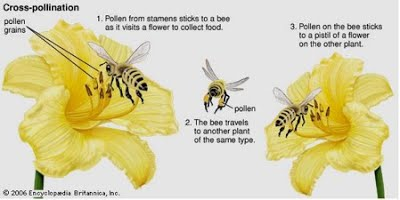 Cross-pollination
pollen
grains
1. Pollen from stamens sticks to a bee
as it visits a flower to collect food.
pollen
2. The bee travels
to another plant
of the same type.
3. Pollen on the bee sticks
to a pistil of a flower
on the other plant.
© 2006 Encyclopædia Britannica, Inc.